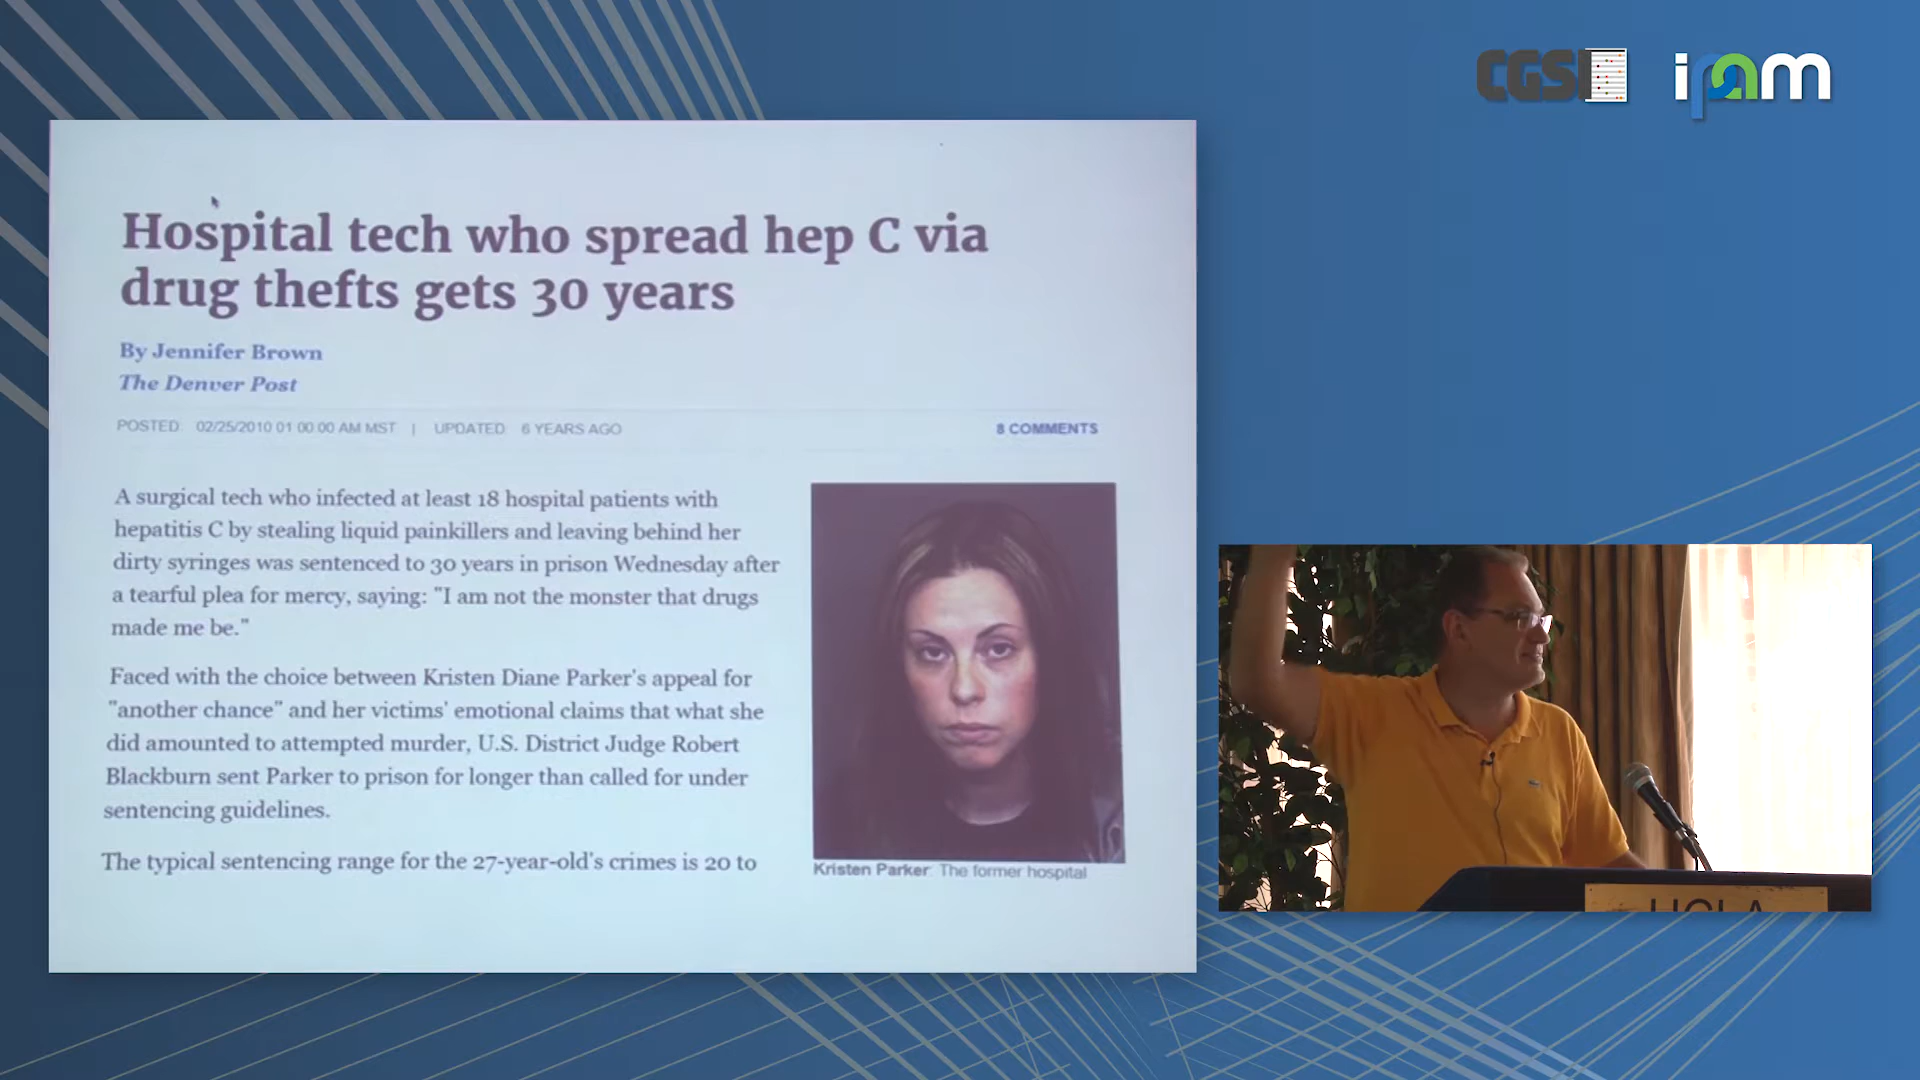 CGSI
ipam
Hospital tech who spread hep C via
drug thefts gets 30 years
By Jennifer Brown
The Denver Post
POSTED 02/25/2010 01 00 00 AM MST | UPDATED 6 YEARS AGO
8 COMMENTS
A surgical tech who infected at least 18 hospital patients with
hepatitis C by stealing liquid painkillers and leaving behind her
dirty syringes was sentenced to 30 years in prison Wednesday after
a tearful plea for mercy, saying: "I am not the monster that drugs
made me be."
Faced with the choice between Kristen Diane Parker's appeal for
"another chance" and her victims' emotional claims that what she
did amounted to attempted murder, U.S. District Judge Robert
Blackburn sent Parker to prison for longer than called for under
sentencing guidelines.
The typical sentencing range for the 27-year-old's crimes is 20 to
Kristen Parker: The former hospital
UCLA